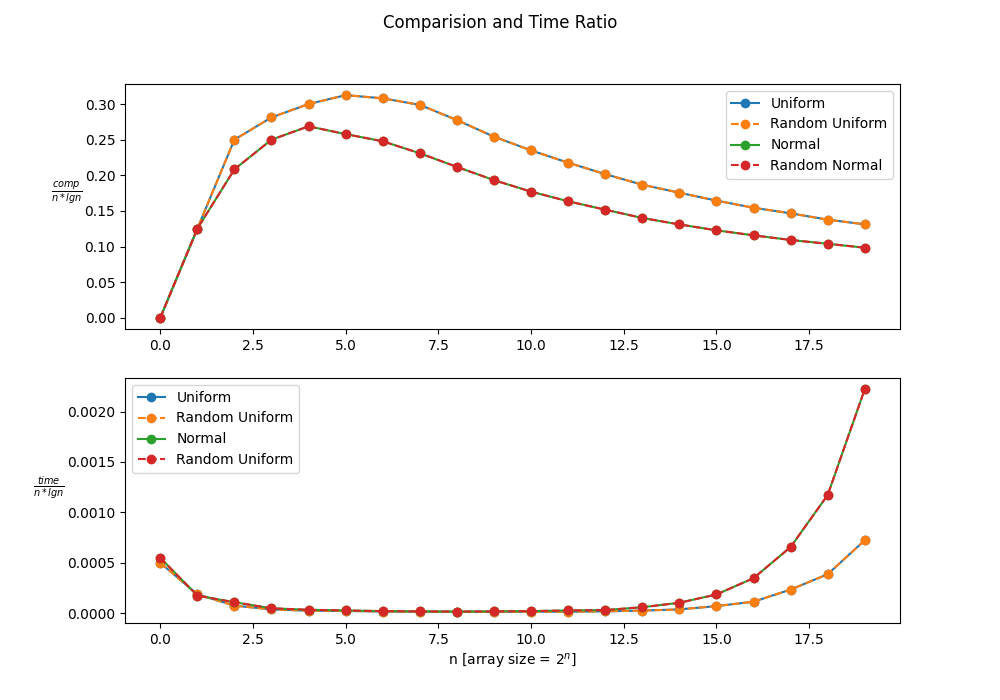 Comparision and Time Ratio
0.30
0.25
0.20
0.15
0.10
0.05
0.00
comp
n * lgn
Uniform
Random Uniform
Normal
Random Normal
0.0 2.5 5.0 7.5 10.0 12.5 15.0 17.5
0.0020
0.0015
0.0010
0.0005
0.0000
time
n * lgn
Uniform
Random Uniform
Normal
Random Uniform
0.0 2.5 5.0 7.5 10.0 12.5 15.0 17.5
n [array size = 2^n]